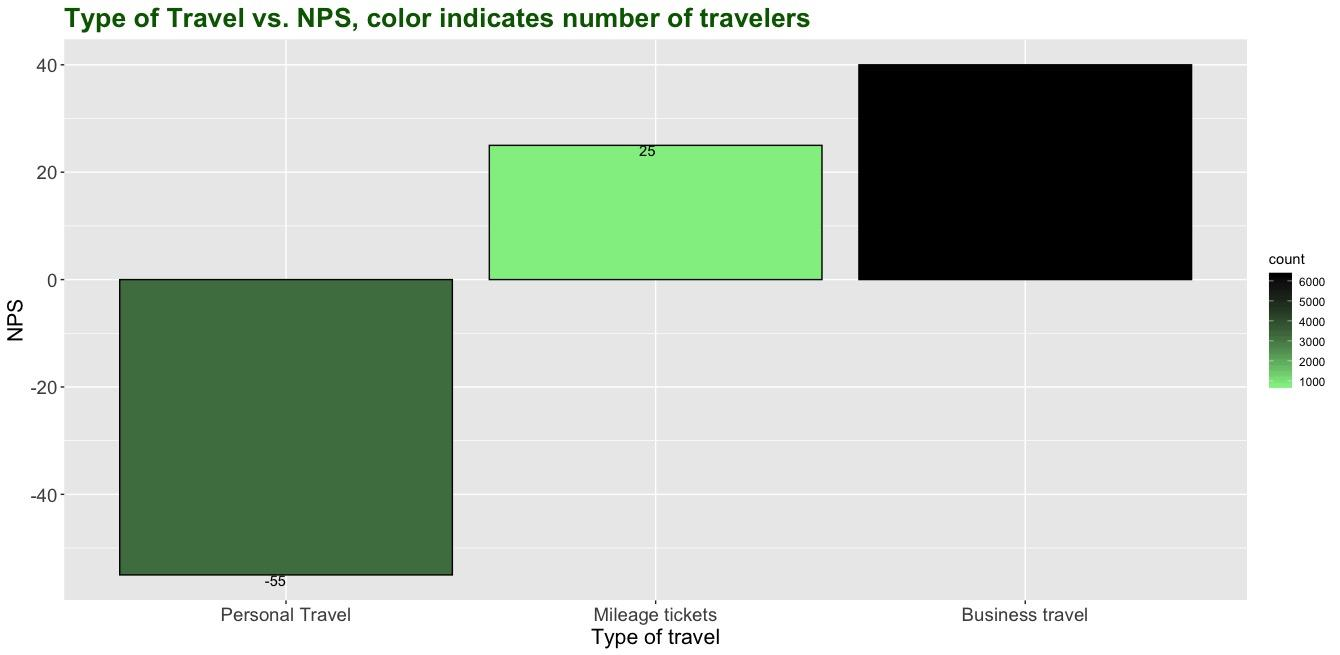 Type of Travel vs. NPS, color indicates number of travelers
40
20
0
-20
-40
NPS
25
-55
Personal Travel
Mileage tickets
Business travel
Type of travel
count
6000
5000
4000
3000
2000
1000